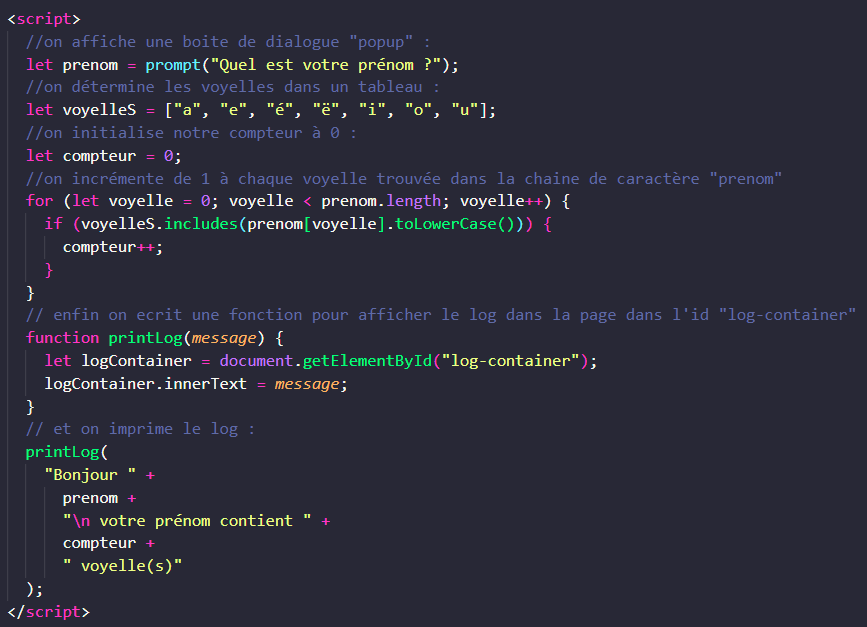 <script>
//on affiche une boite de dialogue "popup" :
let prenom = prompt("Quel est votre prénom ?");
//on détermine les voyelles dans un tableau :
let voyelleS = ["a", "e", "é", "ë", "i", "o", "u"];
//on initialise notre compteur à 0 :
let compteur = 0;
//on incrémente de 1 à chaque voyelle trouvée dans la chaine de caractère "prenom"
for (let voyelle = 0; voyelle < prenom.length; voyelle++) {
if (voyelleS.includes(prenom[voyelle].toLowerCase())) {
compteur++;
}
}
// enfin on ecrit une fonction pour afficher le log dans la page dans l'id "log-container"
function printLog(message) {
let logContainer = document.getElementById("log-container");
logContainer.innerText = message;
}
// et on imprime le log :
printLog(
"Bonjour " +
prenom +
"\n votre prénom contient " +
compteur +
" voyelle(s)"
);
</script>